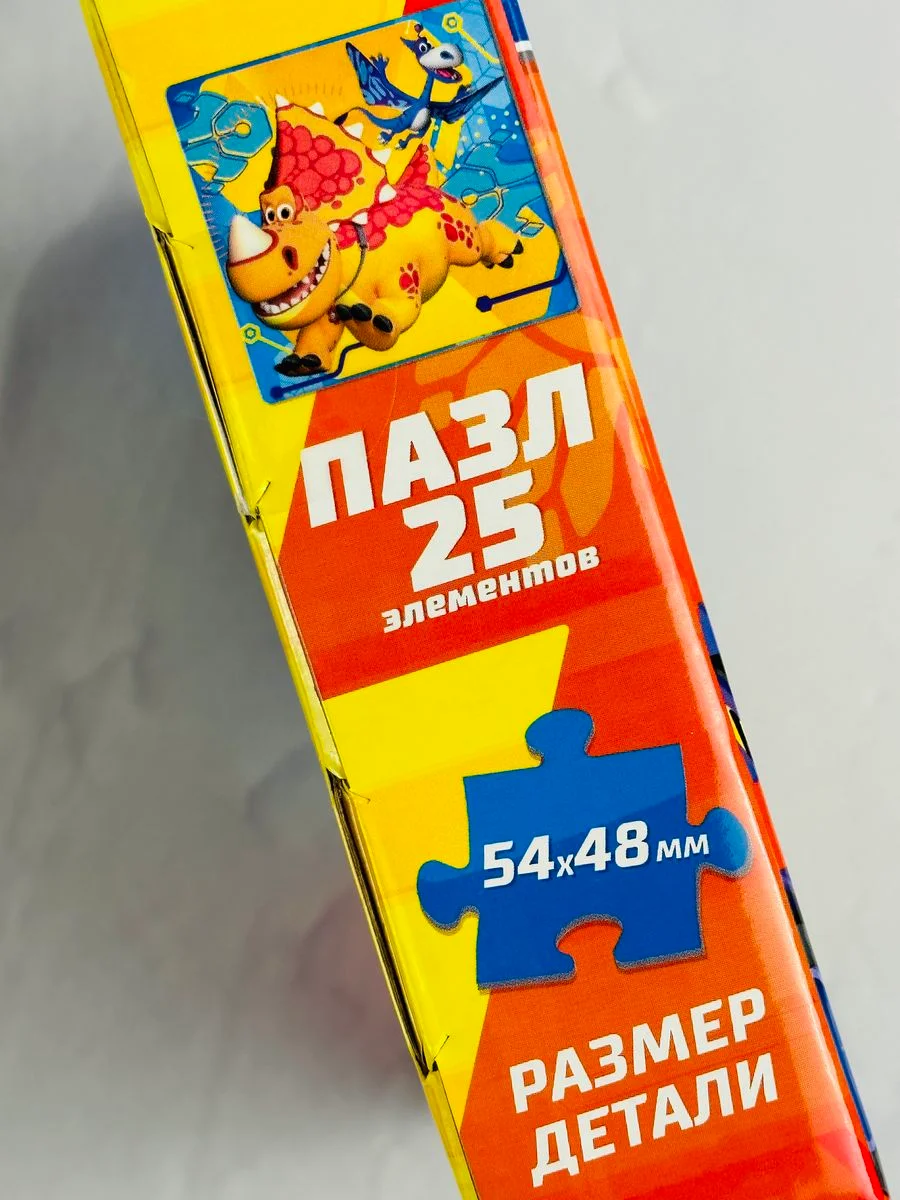 ПАЗЛ
25
элементов
54х48 мм
РАЗМЕР
ДЕТАЛИ